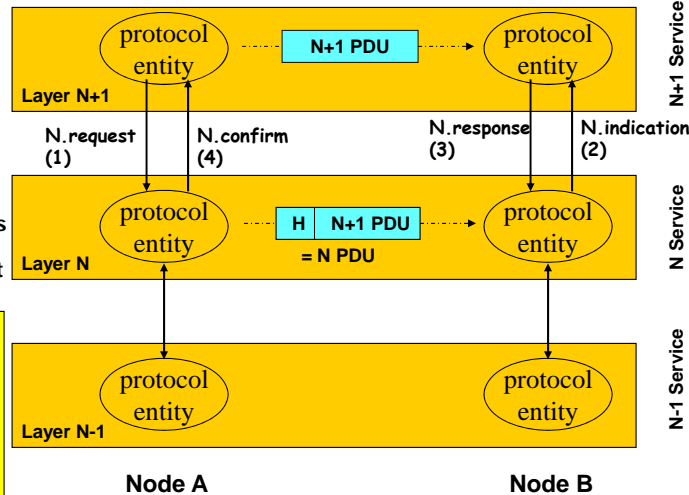 protocol
entity
N+1 PDU
protocol
entity
Layer N+1
N+1 Service
N.request
(1)
N.confirm
(4)
N.response
(3)
N.indication
(2)
protocol
entity
H N+1 PDU
= N PDU
protocol
entity
Layer N
N Service
s
t
protocol
entity
protocol
entity
Layer N-1
N-1 Service
Node A
Node B